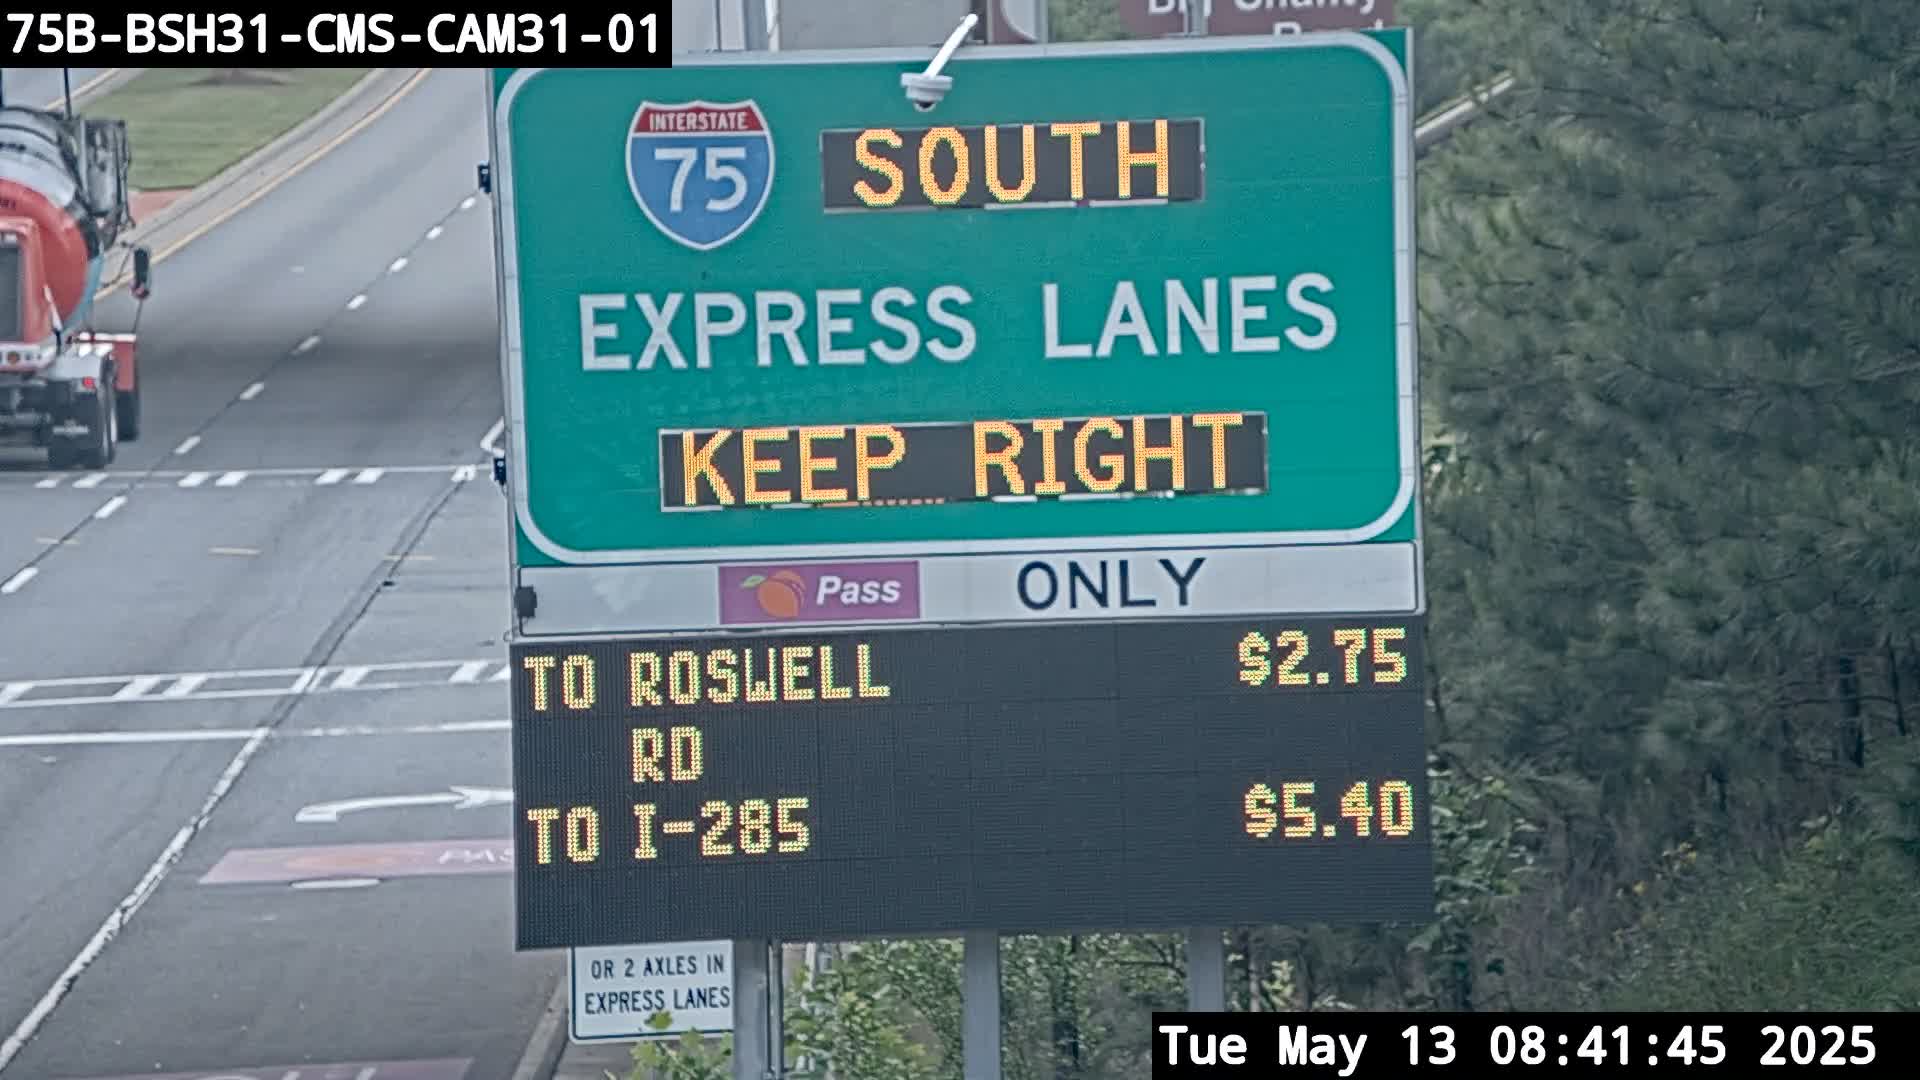 75B-BSH31-CMS-CAM31-01
INTERSTATE
75
SOUTH
EXPRESS LANES
KEEP RIGHT
Pass ONLY
TO ROSWELL $2.75
RD
TO I-285 $5.40
OR 2 AXLES IN
EXPRESS LANES
Tue May 13 08:41:45 2025